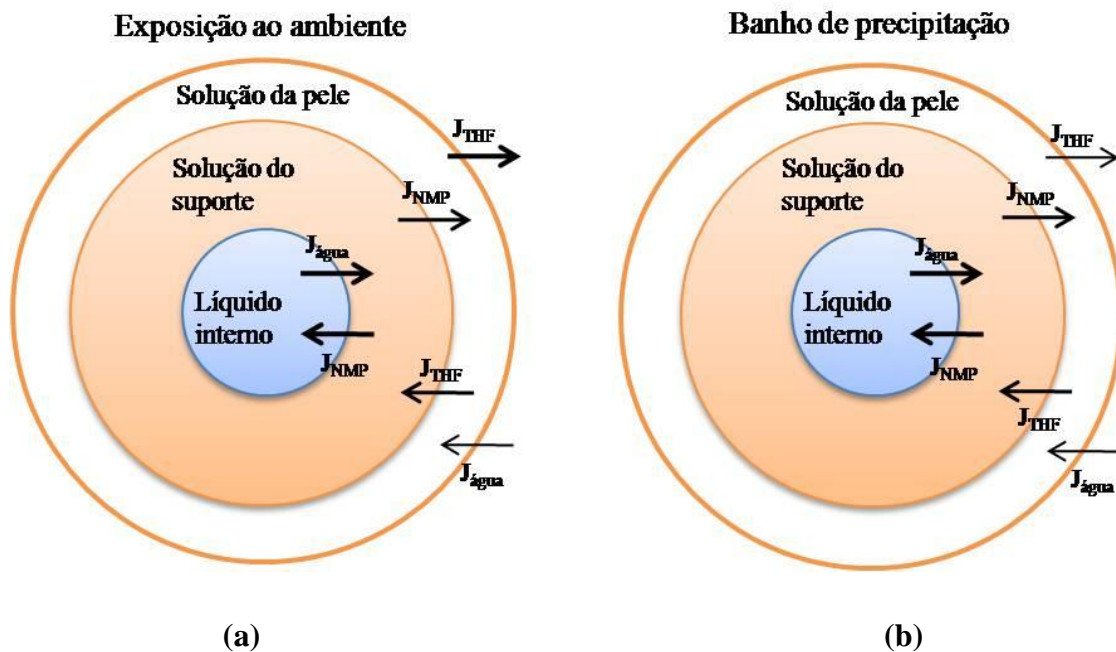 Exposição ao ambiente
Solução da pele
J_THF
Solução do
suporte
J_NMP
J_água
Líquido
interno
J_NMP
J_THF
J_água
(a)
Banho de precipitação
Solução da pele
J_THF
Solução do
suporte
J_NMP
J_água
Líquido
interno
J_NMP
J_THF
J_água
(b)